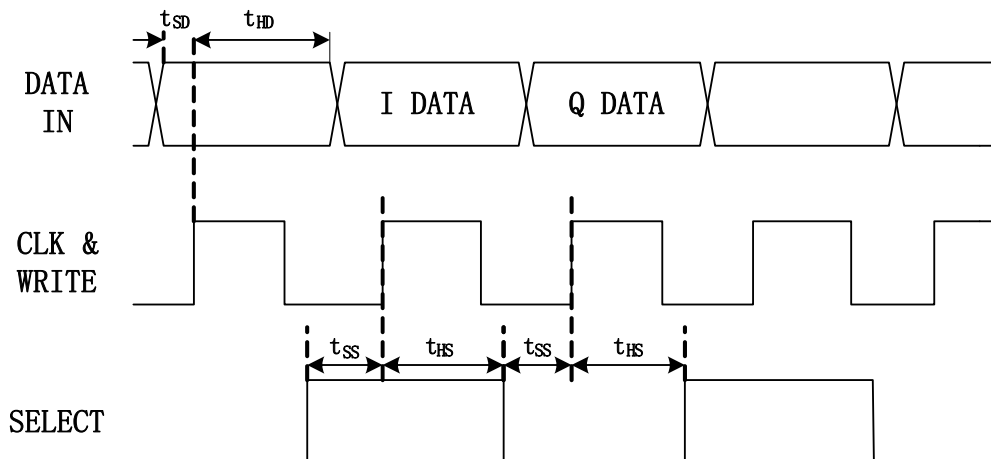 tSD tHD
DATA
IN
I DATA Q DATA
CLK &
WRITE
tSS tHS tSS tHS
SELECT